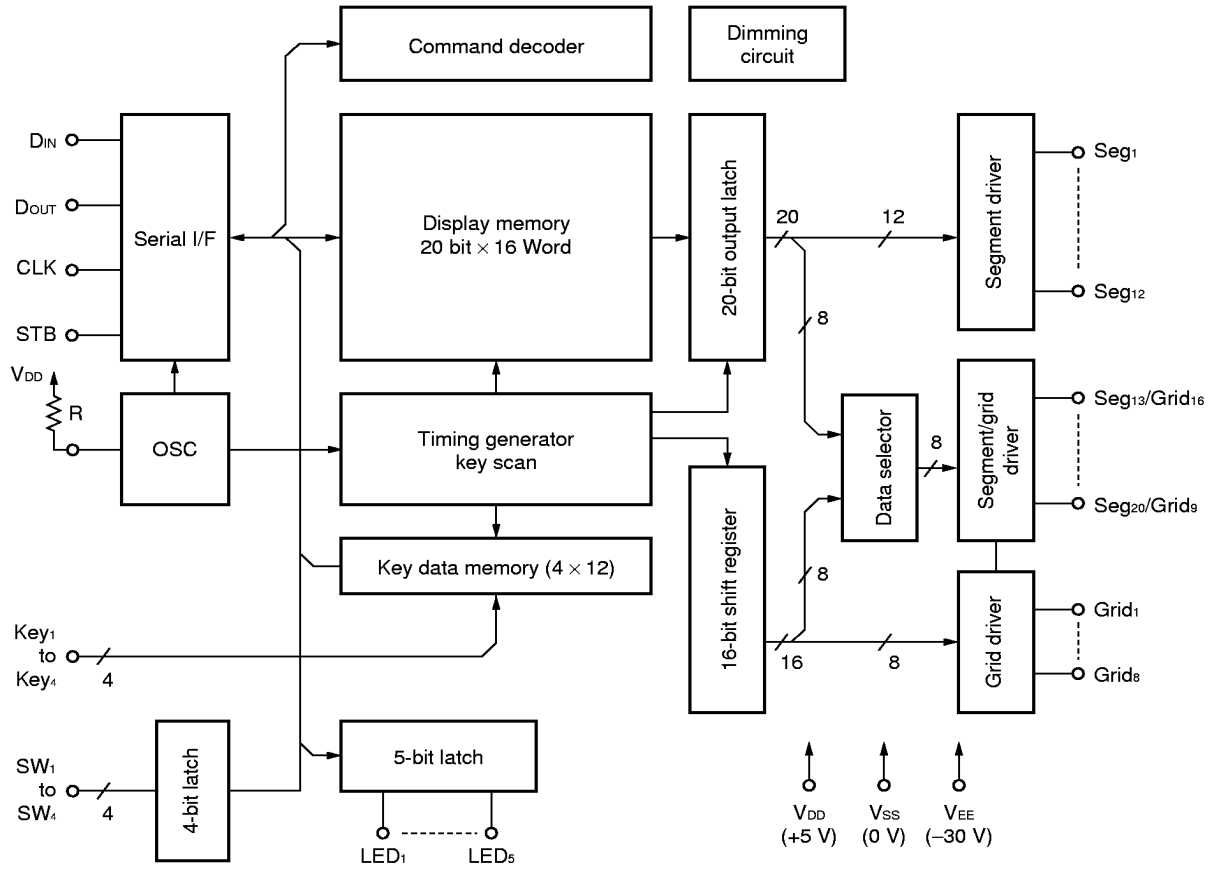 Command decoder
Dimming
circuit
DIN
DOUT
CLK
STB
Serial I/F
Display memory
20 bit × 16 Word
20-bit output latch
20
12
8
Segment driver
Seg1
Seg12
VDD
R
OSC
Timing generator
key scan
Data selector
8
Segment/grid
driver
Seg13/Grid16
Seg20/Grid9
Key data memory (4 × 12)
16-bit shift register
8
16
8
Grid driver
Grid1
Grid8
Key1
to
Key4
4
SW1
to
SW4
4
4-bit latch
5-bit latch
LED1
LED5
VDD
(+5 V)
VSS
(0 V)
VEE
(−30 V)